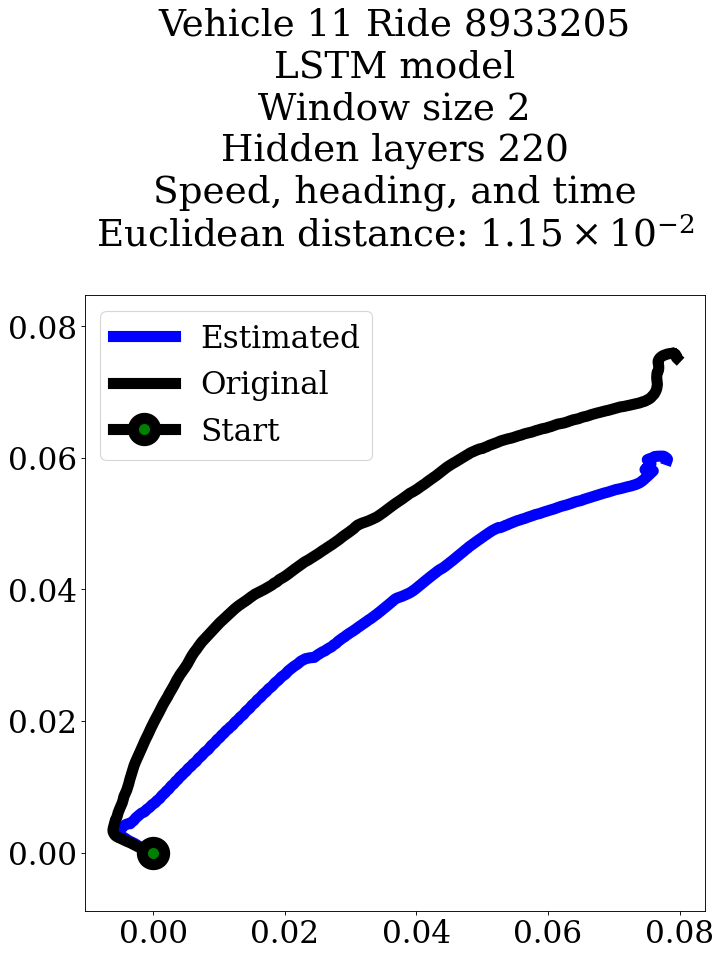 Vehicle 11 Ride 8933205
LSTM model
Window size 2
Hidden layers 220
Speed, heading, and time
Euclidean distance: 1.15 × 10⁻²
Estimated
Original
Start
0.08
0.06
0.04
0.02
0.00
0.00 0.02 0.04 0.06 0.08